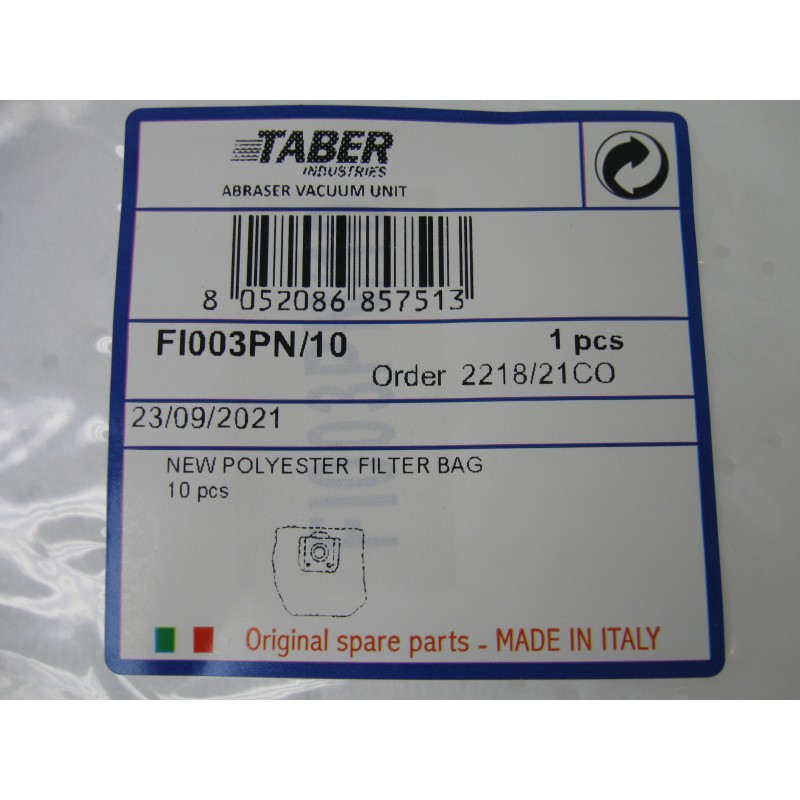 TABER
INDUSTRIES
ABRASER VACUUM UNIT
8 052086 857513
FI003PN/10
1 pcs
Order 2218/21CO
23/09/2021
NEW POLYESTER FILTER BAG
10 pcs
Original spare parts - MADE IN ITALY